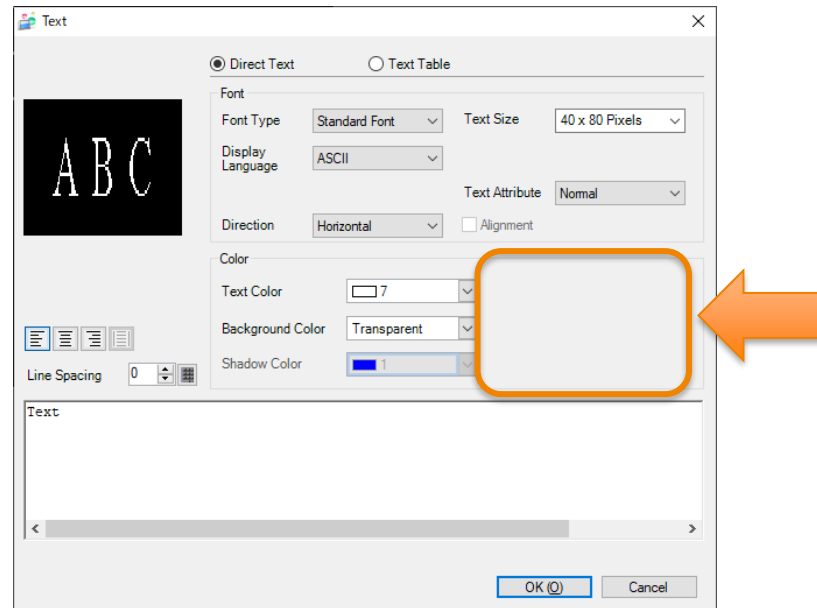 Text
Direct Text Text Table
Font
Font Type Standard Font Text Size 40 x 80 Pixels
Display Language ASCII
Text Attribute Normal
Direction Horizontal Alignment
ABC
Color
Text Color 7
Background Color Transparent
Shadow Color 1
Line Spacing 0
Text
OK (O) Cancel